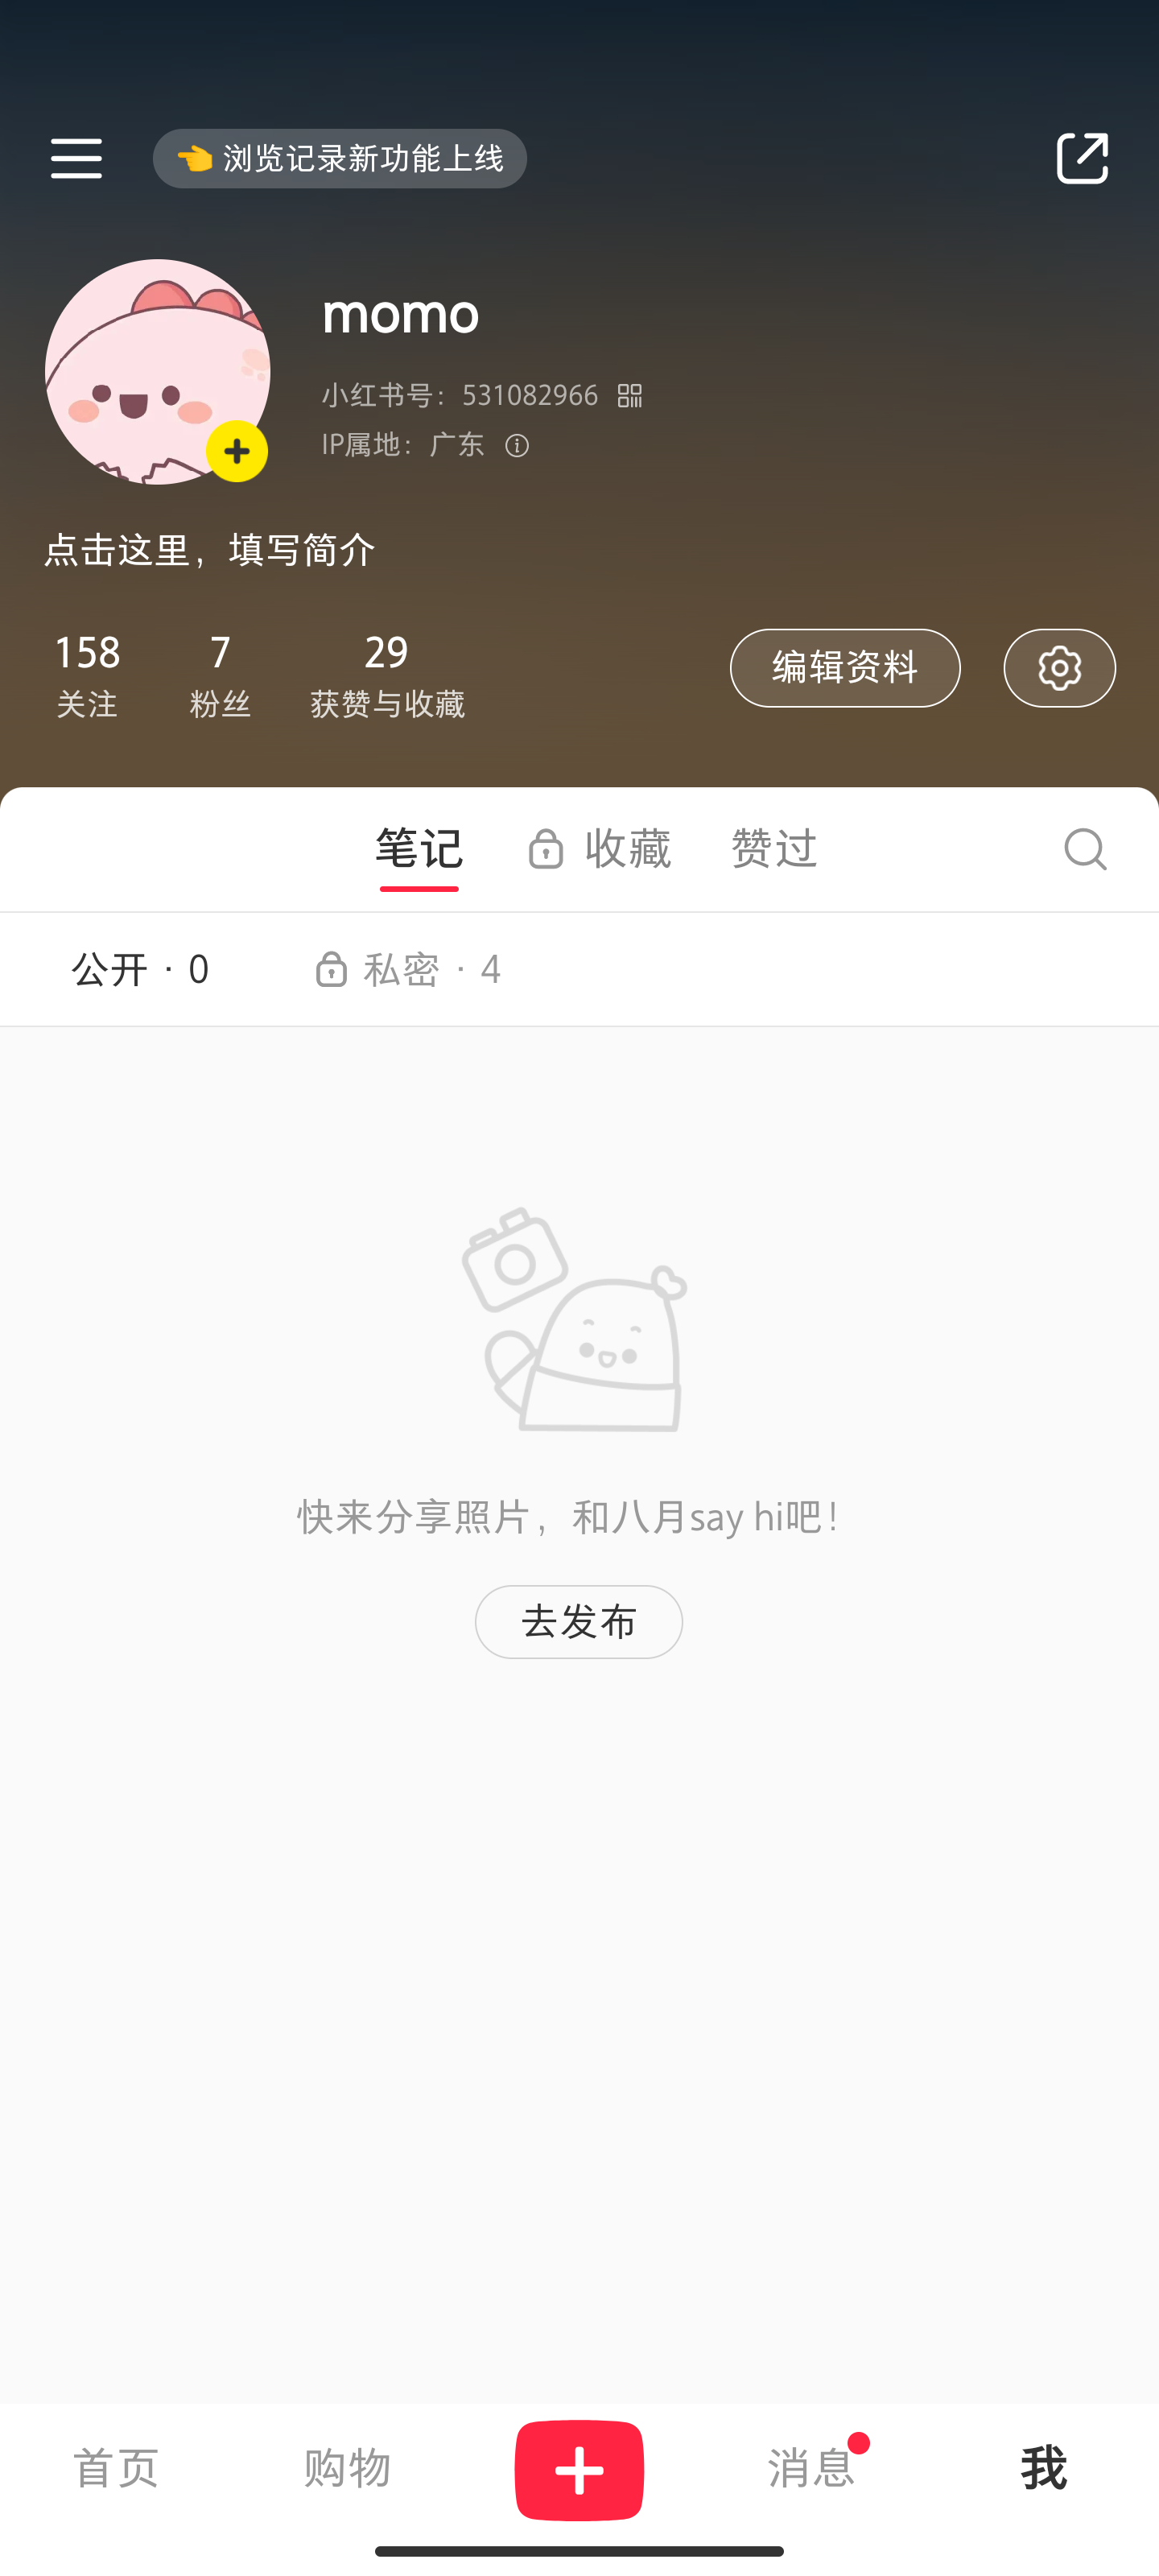 浏览记录新功能上线
momo
小红书号：531082966
IP属地：广东
点击这里，填写简介
158 7 29
关注 粉丝 获赞与收藏
编辑资料
笔记 收藏 赞过
公开 · 0 私密 · 4
快来分享照片，和八月say hi吧！
去发布
首页 购物 消息 我